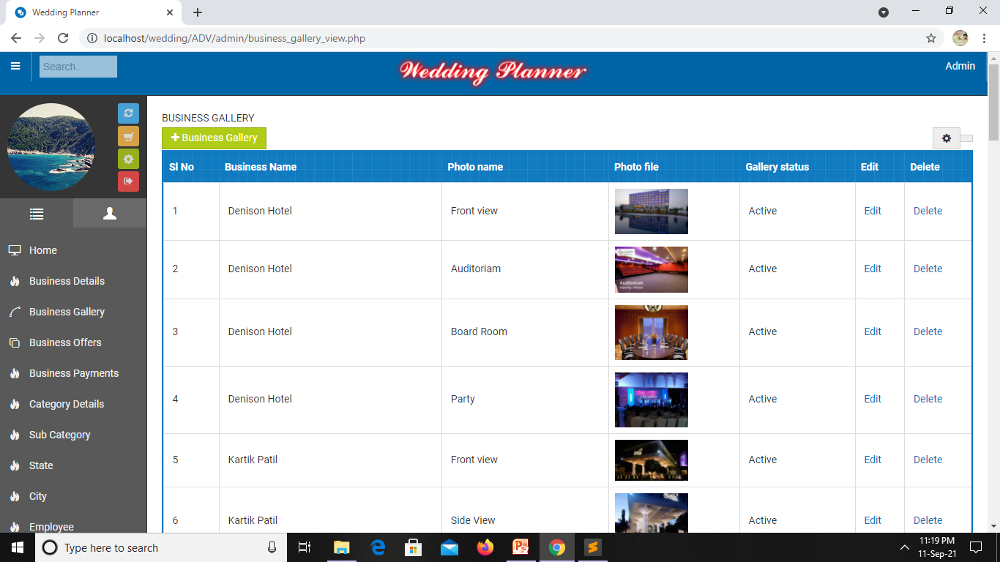 Wedding Planner
localhost/wedding/ADV/admin/business_gallery_view.php
Search..
Wedding Planner
Admin
BUSINESS GALLERY
Business Gallery
Sl No Business Name Photo name Photo file Gallery status Edit Delete
1 Denison Hotel Front view Active Edit Delete
2 Denison Hotel Auditoriam Active Edit Delete
Auditorium
3 Denison Hotel Board Room Active Edit Delete
4 Denison Hotel Party Active Edit Delete
5 Kartik Patil Front view Active Edit Delete
6 Kartik Patil Side View Active Edit Delete
Home
Business Details
Business Gallery
Business Offers
Business Payments
Category Details
Sub Category
State
City
Employee
Type here to search
11:19 PM
11-Sep-21